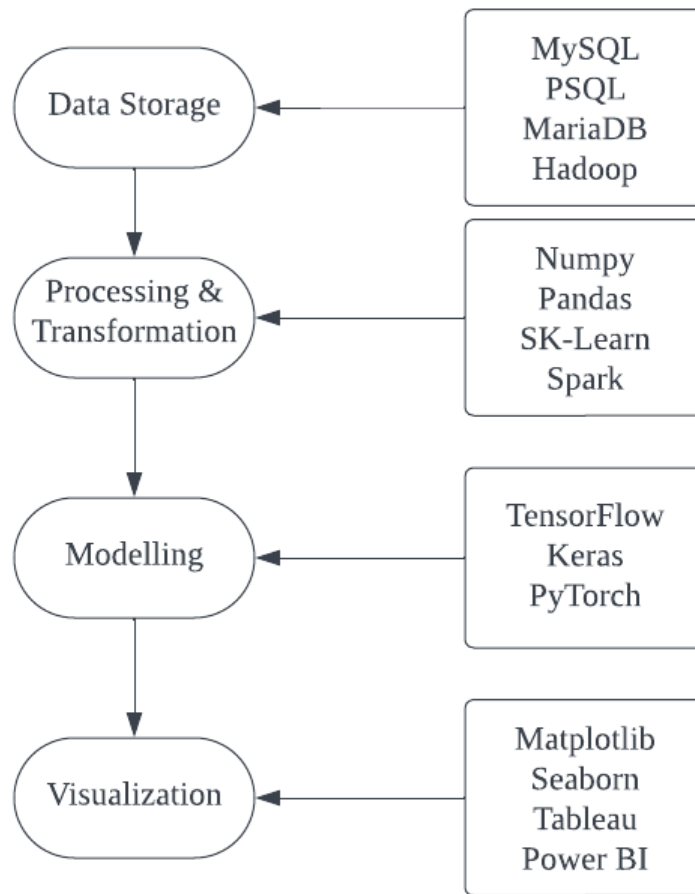 Data Storage
MySQL
PSQL
MariaDB
Hadoop
Processing &
Transformation
Numpy
Pandas
SK-Learn
Spark
Modelling
TensorFlow
Keras
PyTorch
Visualization
Matplotlib
Seaborn
Tableau
Power BI